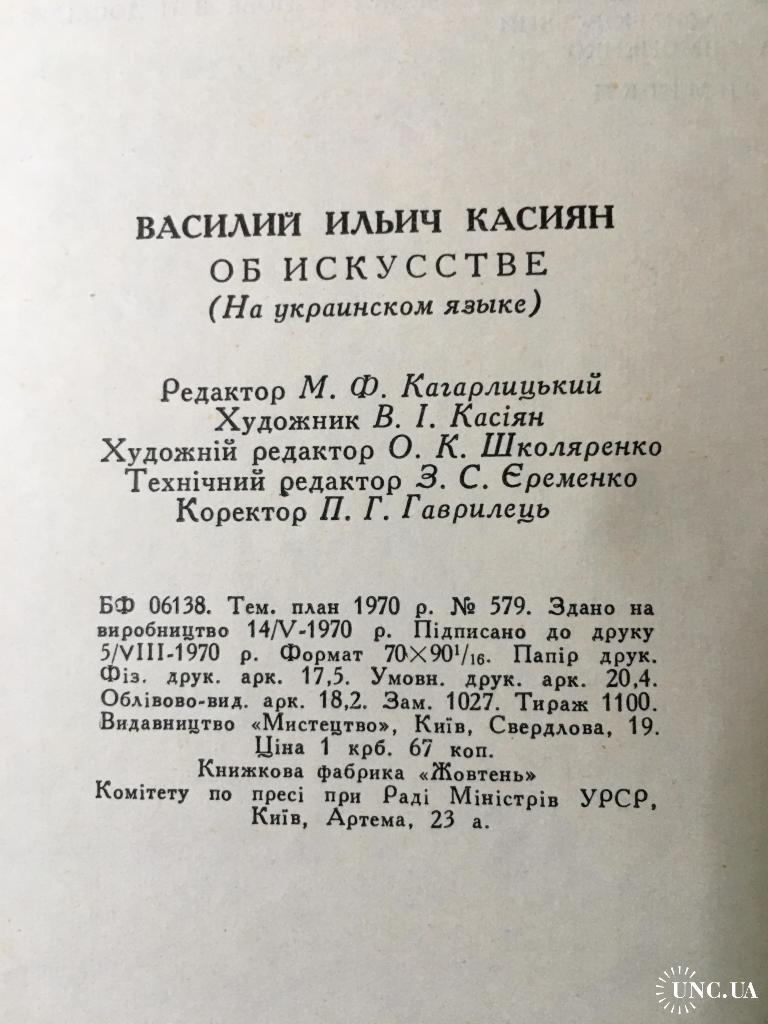 ВАСИЛИЙ ИЛЬИЧ КАСИЯН
ОБ ИСКУССТВЕ
(На украинском языке)
Редактор М. Ф. Кагарлицький
Художник В. І. Касіян
Художній редактор О. К. Школяренко
Технічний редактор З. С. Єременко
Коректор П. Г. Гаврилець
БФ 06138. Тем. план 1970 р. № 579. Здано на
виробництво 14/V-1970 р. Підписано до друку
5/VIII-1970 р. Формат 70×90¹/₁₆. Папір друк.
Фіз. друк. арк. 17,5. Умовн. друк. арк. 20,4.
Обліково-вид. арк. 18,2. Зам. 1027. Тираж 1100.
Видавництво «Мистецтво», Київ, Свердлова, 19.
Ціна 1 крб. 67 коп.
Книжкова фабрика «Жовтень»
Комітету по пресі при Раді Міністрів УРСР,
Київ, Артема, 23 а.
UNC.UA